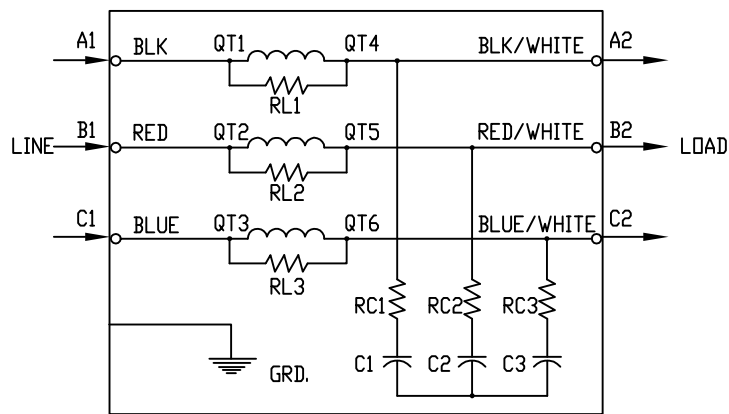 A1 BLK QT1 QT4 BLK/WHITE A2
RL1
LINE B1 RED QT2 QT5 RED/WHITE B2 LOAD
RL2
C1 BLUE QT3 QT6 BLUE/WHITE C2
RL3
RC1 RC2 RC3
C1 C2 C3
GRD.